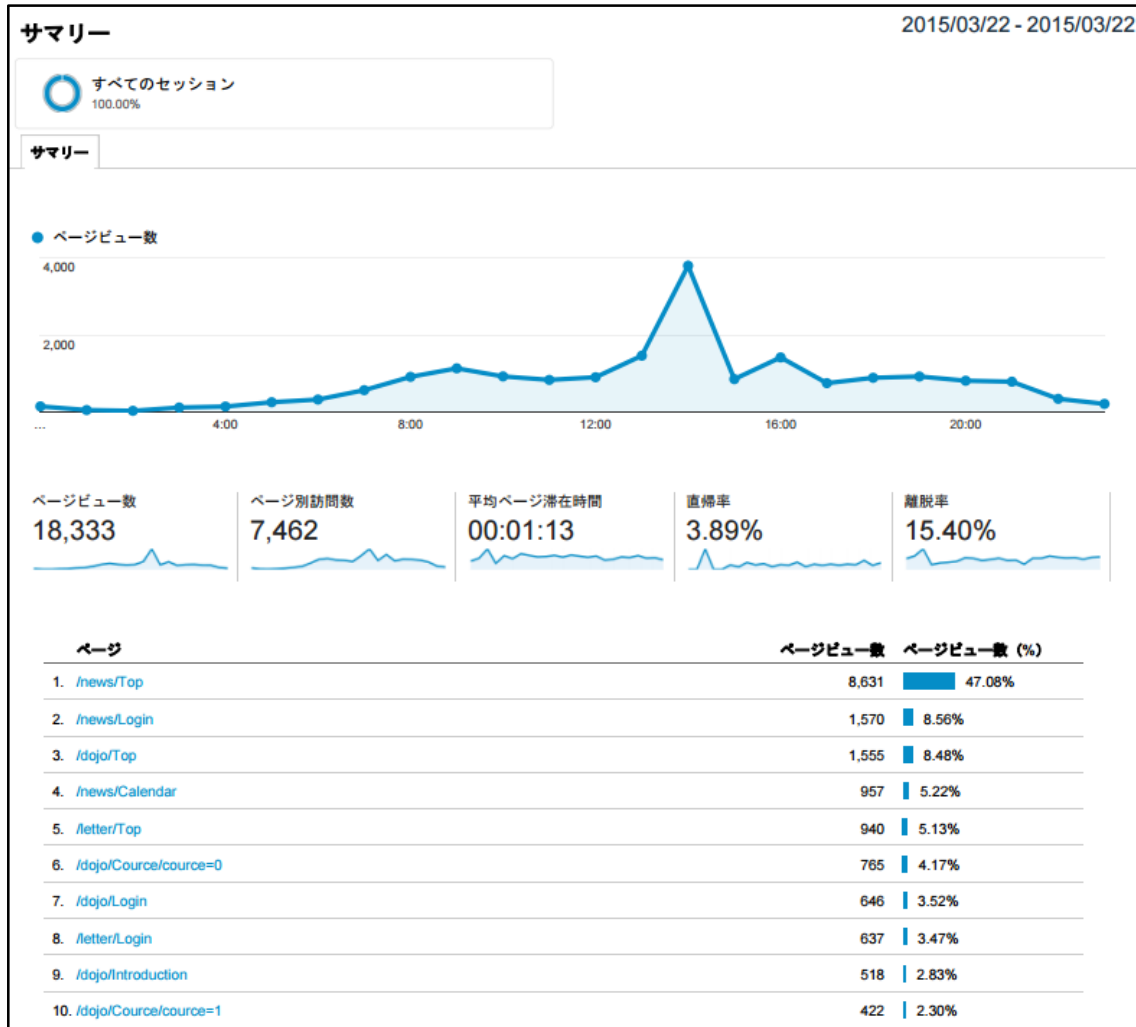 サマリー
2015/03/22 - 2015/03/22
すべてのセッション
100.00%
サマリー
ページビュー数
4,000
2,000
... 4:00 8:00 12:00 16:00 20:00
ページビュー数 ページ別訪問数 平均ページ滞在時間 直帰率 離脱率
18,333 7,462 00:01:13 3.89% 15.40%
ページ ページビュー数 ページビュー数 (%)
1. /news/Top 8,631 47.08%
2. /news/Login 1,570 8.56%
3. /dojo/Top 1,555 8.48%
4. /news/Calendar 957 5.22%
5. /letter/Top 940 5.13%
6. /dojo/Cource/cource=0 765 4.17%
7. /dojo/Login 646 3.52%
8. /letter/Login 637 3.47%
9. /dojo/Introduction 518 2.83%
10. /dojo/Cource/cource=1 422 2.30%